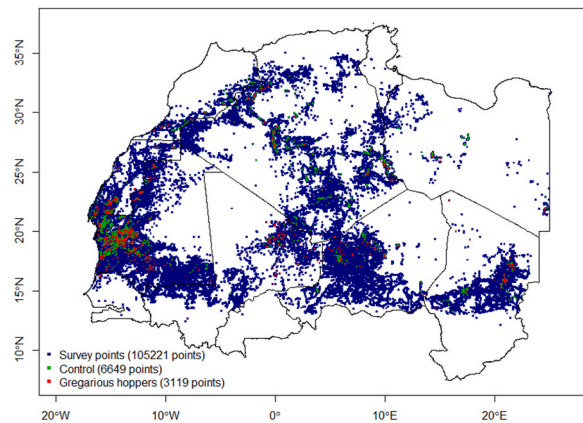 35°N
30°N
25°N
20°N
15°N
10°N
Survey points (105221 points)
Control (6649 points)
Gregarious hoppers (3119 points)
20°W 10°W 0° 10°E 20°E